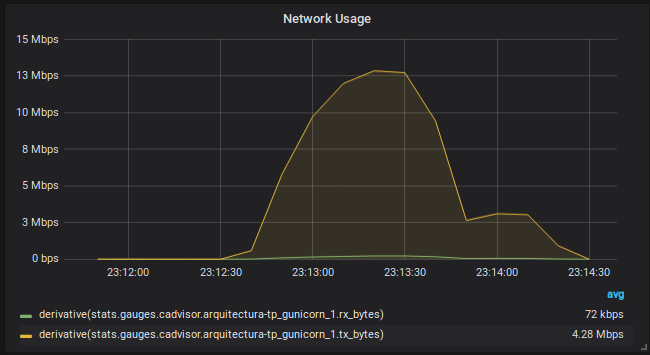 Network Usage
15 Mbps
13 Mbps
10 Mbps
8 Mbps
5 Mbps
3 Mbps
0 bps
23:12:00 23:12:30 23:13:00 23:13:30 23:14:00 23:14:30
avg
derivative(stats.gauges.cadvisor.arquitectura-tp_gunicorn_1.rx_bytes) 72 kbps
derivative(stats.gauges.cadvisor.arquitectura-tp_gunicorn_1.tx_bytes) 4.28 Mbps